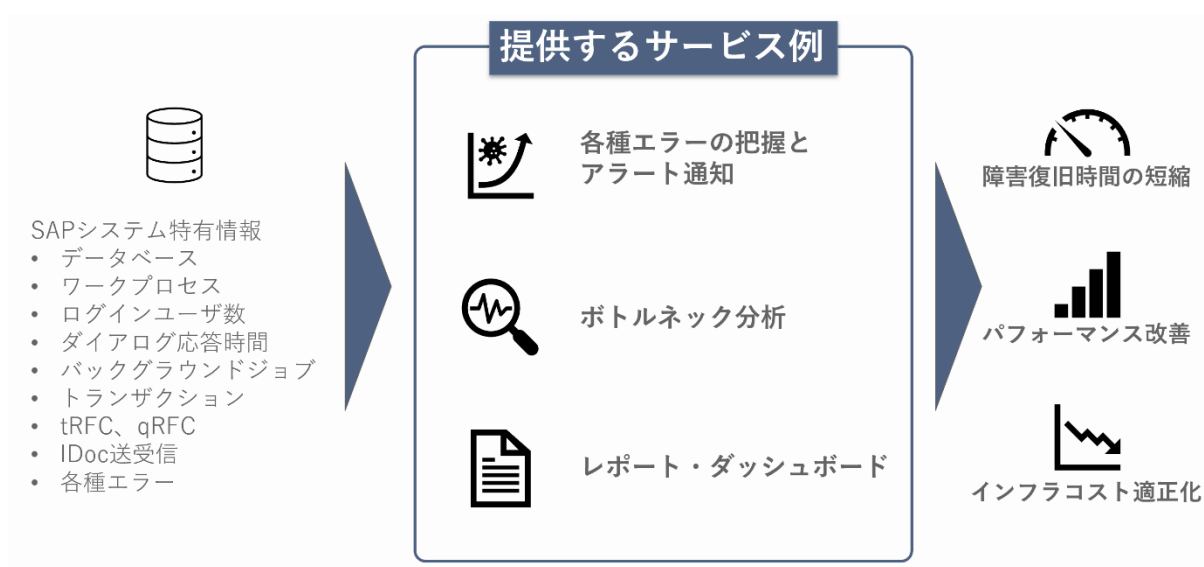 提供するサービス例
SAPシステム特有情報
• データベース
• ワークプロセス
• ログインユーザ数
• ダイアログ応答時間
• バックグラウンドジョブ
• トランザクション
• tRFC、qRFC
• IDoc送受信
• 各種エラー
各種エラーの把握と
アラート通知
ボトルネック分析
レポート・ダッシュボード
障害復旧時間の短縮
パフォーマンス改善
インフラコスト適正化